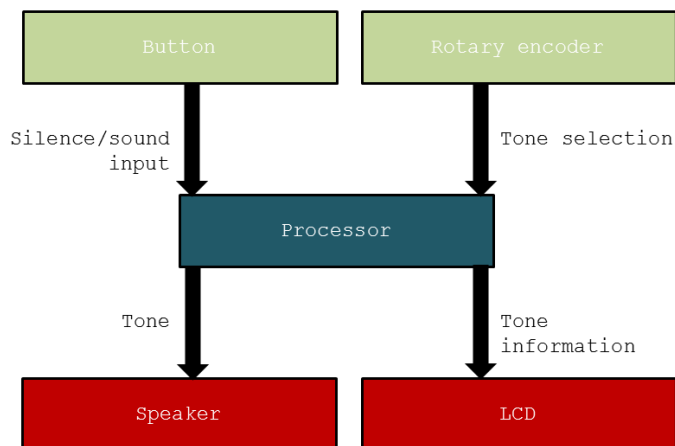 Button
Rotary encoder
Silence/sound
input
Tone selection
Processor
Tone
Tone
information
Speaker
LCD